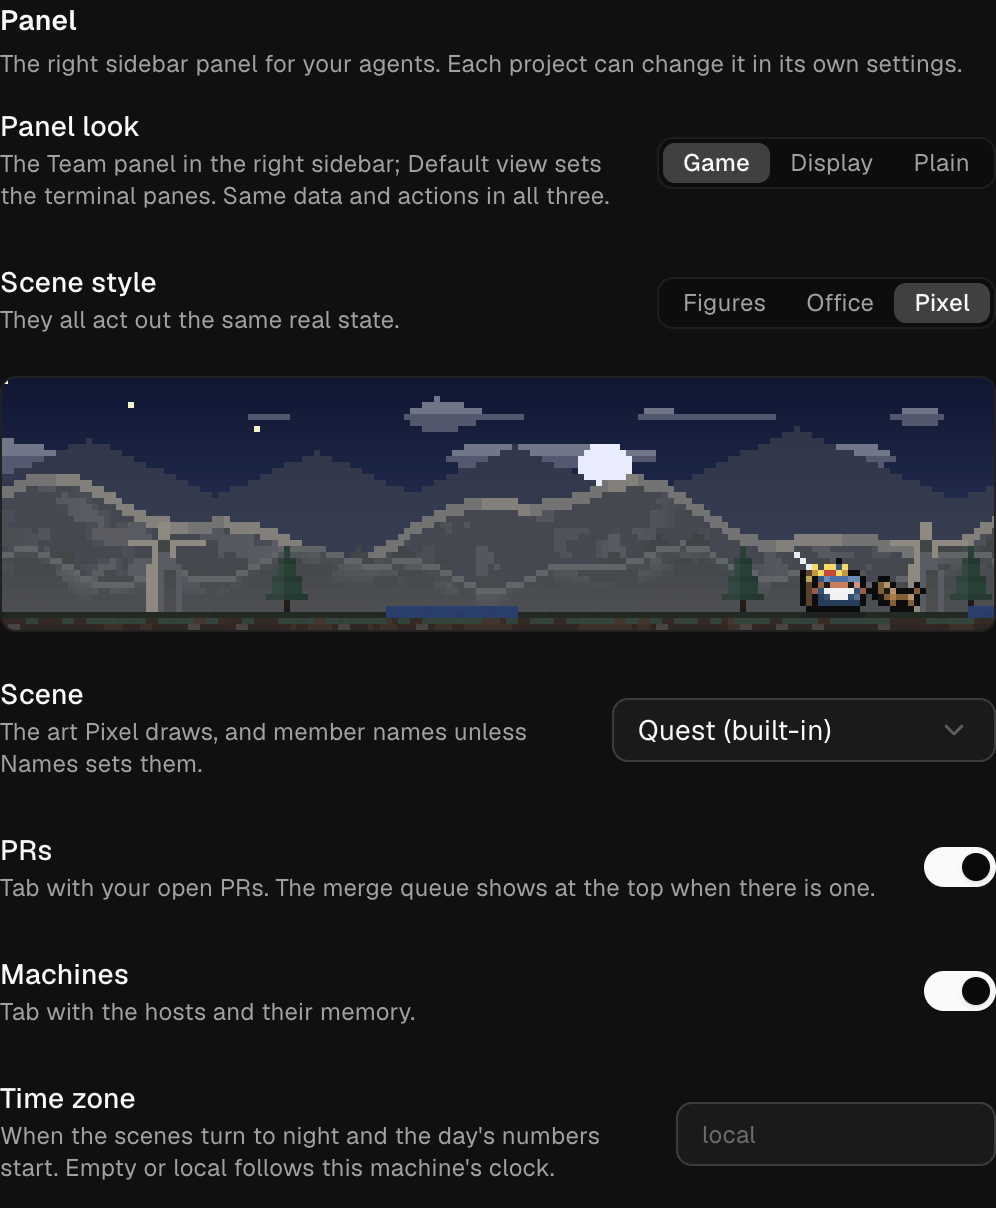 Panel
The right sidebar panel for your agents. Each project can change it in its own settings.
Panel look
The Team panel in the right sidebar; Default view sets
the terminal panes. Same data and actions in all three.
Game Display Plain
Scene style
They all act out the same real state.
Figures Office Pixel
Scene
The art Pixel draws, and member names unless
Names sets them.
Quest (built-in)
PRs
Tab with your open PRs. The merge queue shows at the top when there is one.
Machines
Tab with the hosts and their memory.
Time zone
When the scenes turn to night and the day's numbers
start. Empty or local follows this machine's clock.
local